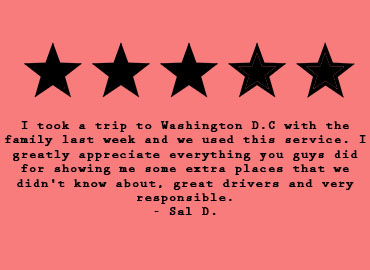 I took a trip to Washington D.C with the
family last week and we used this service. I
greatly appreciate everything you guys did
for showing me some extra places that we
didn't know about, great drivers and very
responsible.
- Sal D.